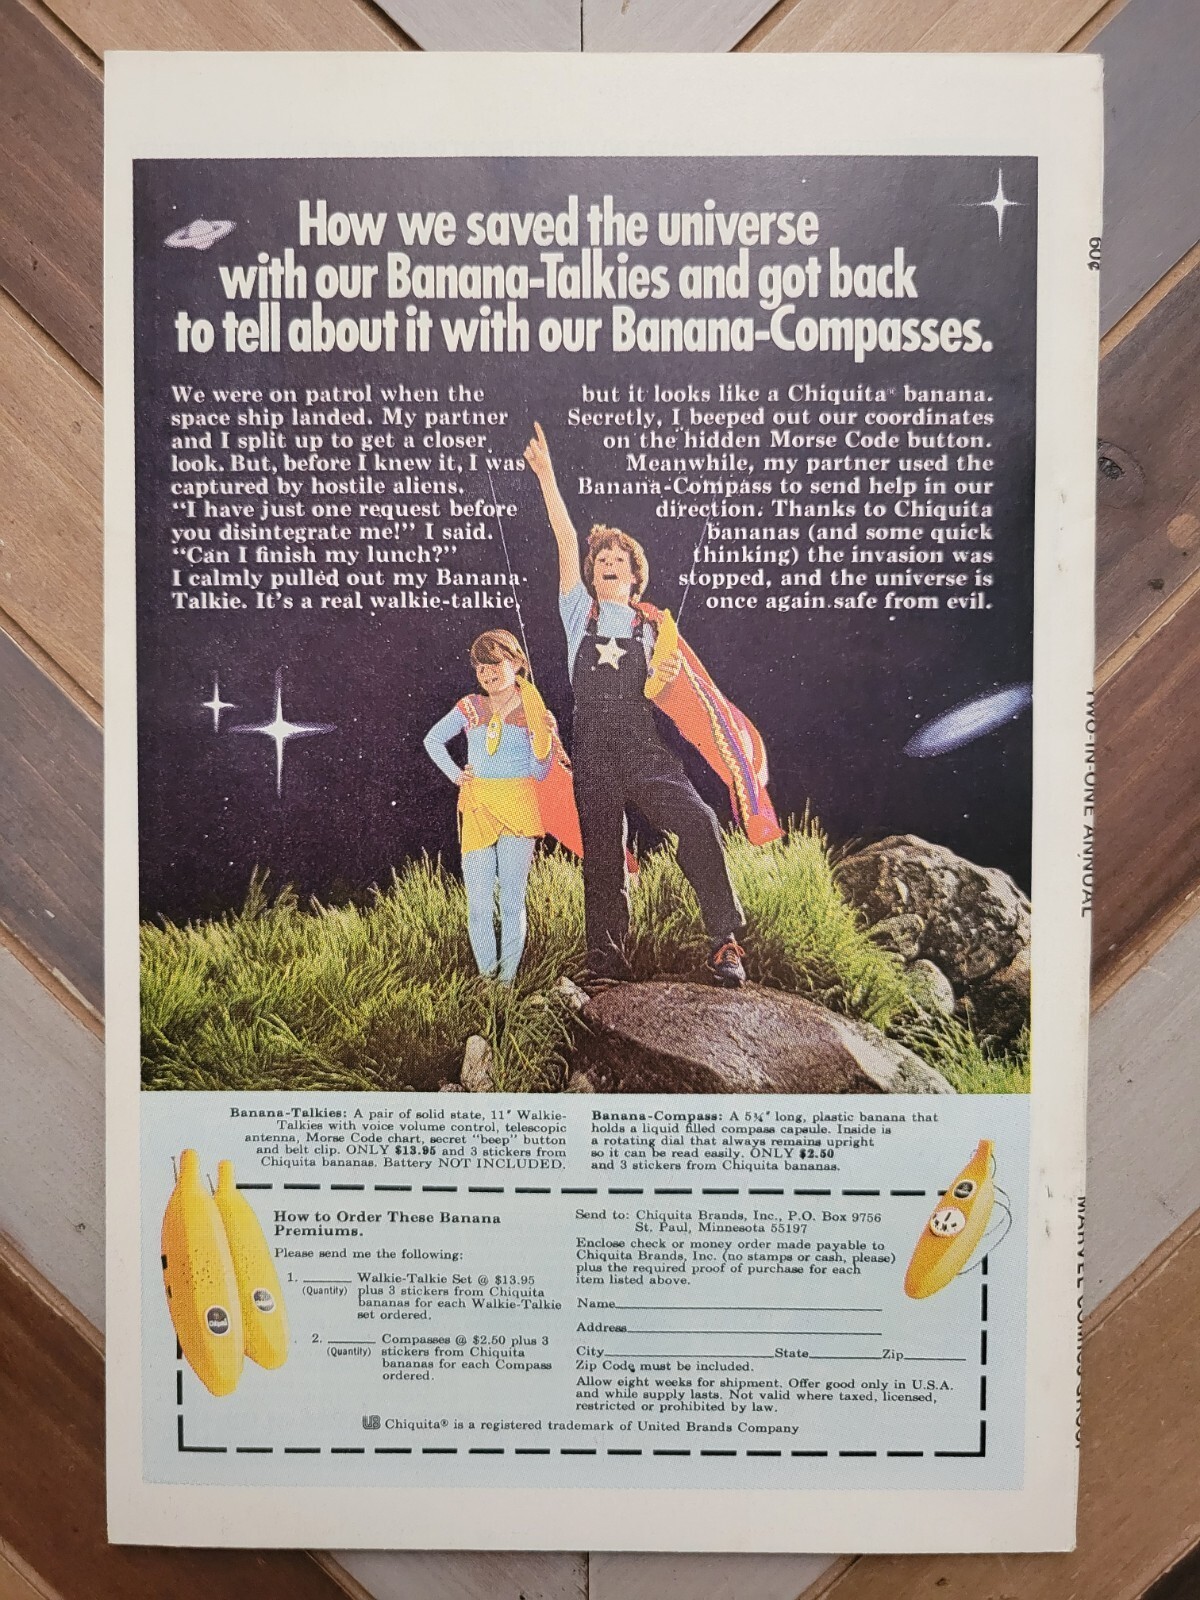 How we saved the universe
with our Banana-Talkies and got back
to tell about it with our Banana-Compasses.
We were on patrol when the
space ship landed. My partner
and I split up to get a closer
look. But, before I knew it, I was
captured by hostile aliens.
"I have just one request before
you disintegrate me!" I said.
"Can I finish my lunch?"
I calmly pulled out my Banana-
Talkie. It's a real walkie-talkie,
but it looks like a Chiquita® banana.
Secretly, I beeped out our coordinates
on the hidden Morse Code button.
Meanwhile, my partner used the
Banana-Compass to send help in our
direction. Thanks to Chiquita
bananas (and some quick
thinking) the invasion was
stopped, and the universe is
once again safe from evil.
Banana-Talkies: A pair of solid state, 11" Walkie-
Talkies with voice volume control, telescopic
antenna, Morse Code chart, secret "beep" button
and belt clip. ONLY $13.95 and 3 stickers from
Chiquita bananas. Battery NOT INCLUDED.
Banana-Compass: A 5¾" long, plastic banana that
holds a liquid filled compass capsule. Inside is
a rotating dial that always remains upright
so it can be read easily. ONLY $2.50
and 3 stickers from Chiquita bananas.
How to Order These Banana
Premiums.
Please send me the following:
1. ______ Walkie-Talkie Set @ $13.95
(Quantity) plus 3 stickers from Chiquita
bananas for each Walkie-Talkie
set ordered.
2. ______ Compasses @ $2.50 plus 3
(Quantity) stickers from Chiquita
bananas for each Compass
ordered.
Send to: Chiquita Brands, Inc., P.O. Box 9756
St. Paul, Minnesota 55197
Enclose check or money order made payable to
Chiquita Brands, Inc. (no stamps or cash, please)
plus the required proof of purchase for each
item listed above.
Name
Address
City State Zip
Zip Code must be included.
Allow eight weeks for shipment. Offer good only in U.S.A.
and while supply lasts. Not valid where taxed, licensed,
restricted or prohibited by law.
UB Chiquita® is a registered trademark of United Brands Company
Chiquita
60¢
TWO-IN-ONE ANNUAL
MARVEL COMICS GROUP